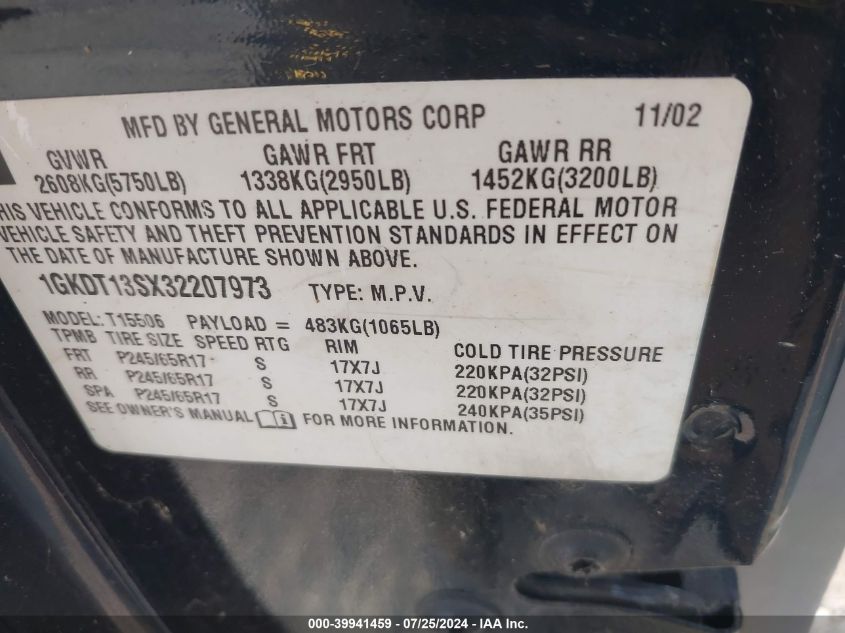 MFD BY GENERAL MOTORS CORP 11/02
GVWR GAWR FRT GAWR RR
2608KG(5750LB) 1338KG(2950LB) 1452KG(3200LB)
HIS VEHICLE CONFORMS TO ALL APPLICABLE U.S. FEDERAL MOTOR
VEHICLE SAFETY AND THEFT PREVENTION STANDARDS IN EFFECT ON
THE DATE OF MANUFACTURE SHOWN ABOVE.
1GKDT13SX32207973 TYPE: M.P.V.
MODEL: T15506 PAYLOAD = 483KG(1065LB)
TPMB TIRE SIZE SPEED RTG RIM COLD TIRE PRESSURE
FRT P245/65R17 S 17X7J 220KPA(32PSI)
RR P245/65R17 S 17X7J 220KPA(32PSI)
SPA P245/65R17 S 17X7J 240KPA(35PSI)
SEE OWNER'S MANUAL FOR MORE INFORMATION.
000-39941459 - 07/25/2024 - IAA Inc.